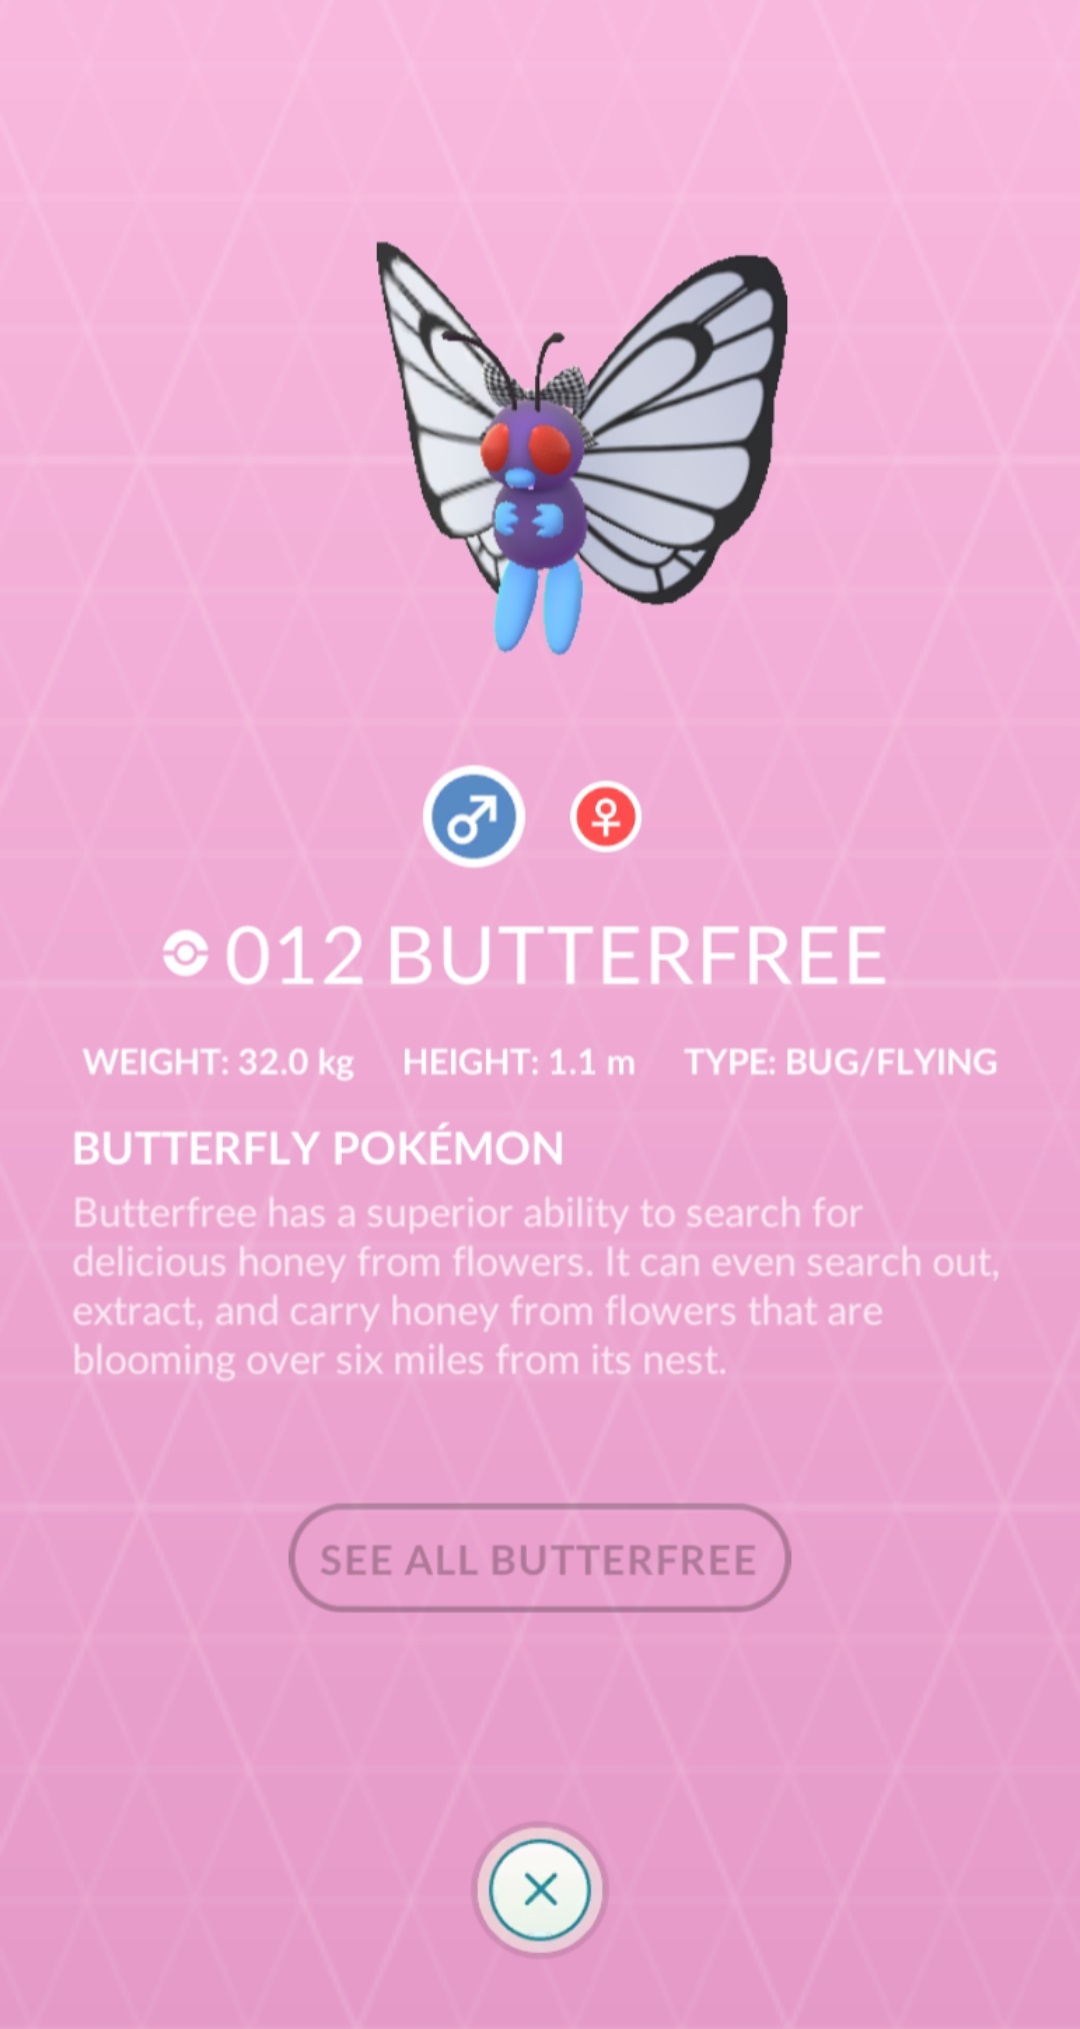 012 BUTTERFREE
WEIGHT: 32.0 kg HEIGHT: 1.1 m TYPE: BUG/FLYING
BUTTERFLY POKÉMON
Butterfree has a superior ability to search for
delicious honey from flowers. It can even search out,
extract, and carry honey from flowers that are
blooming over six miles from its nest.
SEE ALL BUTTERFREE